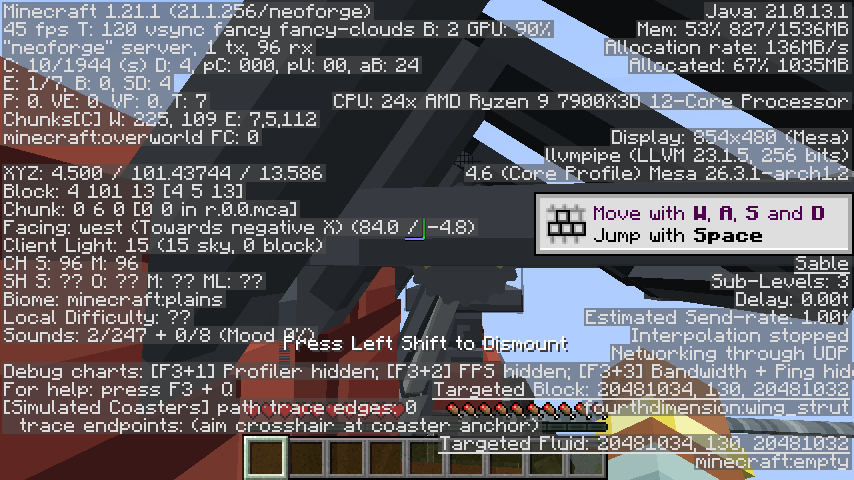 Minecraft 1.21.1 (21.1.256/neoforge)
45 fps T: 120 vsync fancy fancy-clouds B: 2 GPU: 90%
"neoforge" server, 1 tx, 96 rx
10/1944 (s) D: 4, pC: 000, pU: 00, aB: 24
E: 1/7, B: 0, SD: 4
P: 0. VE: 0. VP: 0. T: 7
Chunks[C] W: 225, 109 E: 7,5,112
minecraft:overworld FC: 0
XYZ: 4.500 / 101.43744 / 13.586
Block: 4 101 13 [4 5 13]
Chunk: 0 6 0 [0 0 in r.0.0.mca]
Facing: west (Towards negative X) (84.0 / -4.8)
Client Light: 15 (15 sky, 0 block)
CH S: 96 M: 96
SH S: ?? O: ?? M: ?? ML: ??
Biome: minecraft:plains
Local Difficulty: ??
Sounds: 2/247 + 0/8 (Mood 0%)
Debug charts: [F3+1] Profiler hidden; [F3+2] FPS hidden; [F3+3] Bandwidth + Ping hid
For help: press F3 + Q
[Simulated Coasters] path trace edges: 0
trace endpoints: (aim crosshair at coaster anchor)
Java: 21.0.13.1
Mem: 53% 827/1536MB
Allocation rate: 136MB/s
Allocated: 67% 1035MB
CPU: 24x AMD Ryzen 9 7900X3D 12-Core Processor
Display: 854x480 (Mesa)
llvmpipe (LLVM 23.1.5, 256 bits)
4.6 (Core Profile) Mesa 26.3.1-arch1.2
Move with W, A, S and D
Jump with Space
Sable
Sub-Levels: 3
Delay: 0.00t
Estimated Send-rate: 1.00t
Interpolation stopped
Networking through UDP
Press Left Shift to Dismount
Targeted Block: 20481034, 130, 20481032
fourthdimension:wing_strut
Targeted Fluid: 20481034, 130, 20481032
minecraft:empty